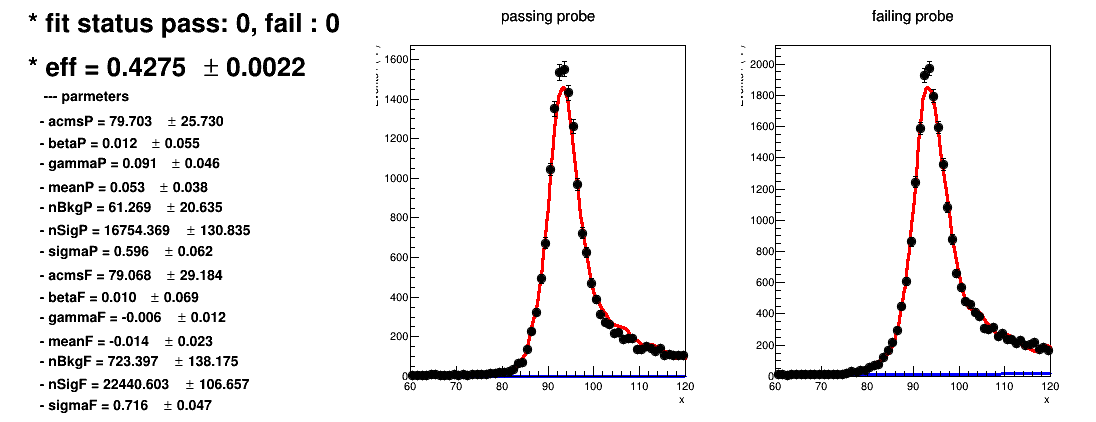 * fit status pass: 0, fail : 0
* eff = 0.4275 ± 0.0022
--- parmeters
- acmsP = 79.703 ± 25.730
- betaP = 0.012 ± 0.055
- gammaP = 0.091 ± 0.046
- meanP = 0.053 ± 0.038
- nBkgP = 61.269 ± 20.635
- nSigP = 16754.369 ± 130.835
- sigmaP = 0.596 ± 0.062
- acmsF = 79.068 ± 29.184
- betaF = 0.010 ± 0.069
- gammaF = -0.006 ± 0.012
- meanF = -0.014 ± 0.023
- nBkgF = 723.397 ± 138.175
- nSigF = 22440.603 ± 106.657
- sigmaF = 0.716 ± 0.047
passing probe
1600
1400
1200
1000
800
600
400
200
0
60 70 80 90 100 110 120
x
failing probe
2000
1800
1600
1400
1200
1000
800
600
400
200
0
60 70 80 90 100 110 120
x